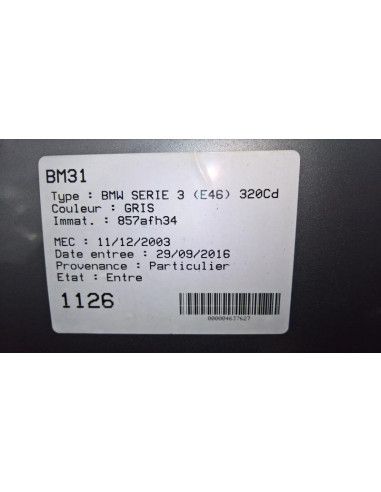 BM31
Type : BMW SERIE 3 (E46) 320Cd
Couleur : GRIS
Immat. : 857afh34
MEC : 11/12/2003
Date entree : 29/09/2016
Provenance : Particulier
Etat : Entre
1126
000004637627